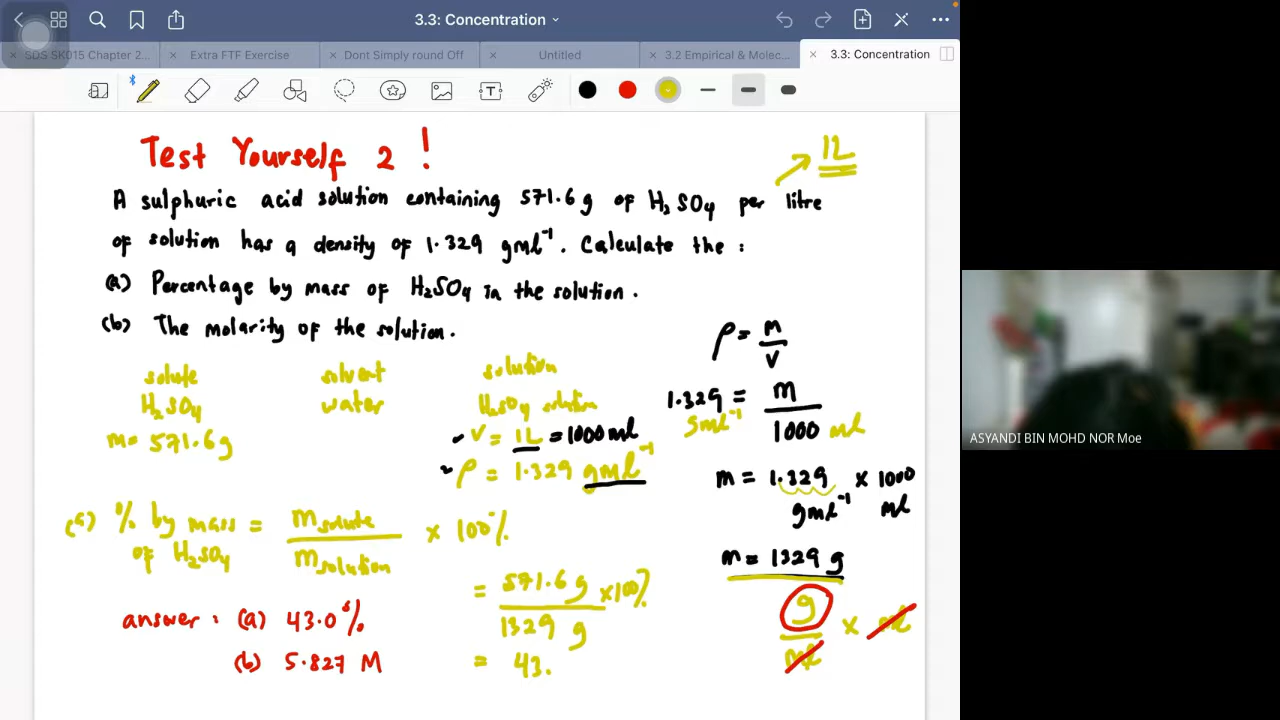 3.3: Concentration
SDS SK015 Chapter 2...
Extra FTF Exercise
Dont Simply round Off
Untitled
3.2 Empirical & Molec...
3.3: Concentration
Test Yourself 2 !
1L
A sulphuric acid solution containing 571.6 g of H₂SO₄ per litre
of solution has a density of 1.329 gml⁻¹. Calculate the :
(a) Percentage by mass of H₂SO₄ in the solution.
(b) The molarity of the solution.
solute
H₂SO₄
m = 571.6 g
solvent
water
solution
H₂SO₄ solution
V = 1L = 1000 ml
ρ = 1.329 gml⁻¹
ρ = m/V
1.329 gml⁻¹ = m / 1000 ml
m = 1.329 gml⁻¹ × 1000 ml
m = 1329 g
g/ml × ml
(a) % by mass of H₂SO₄ = m solute / m solution × 100%
= 571.6 g / 1329 g × 100%
= 43.
answer : (a) 43.0%
(b) 5.827 M
ASYANDI BIN MOHD NOR Moe